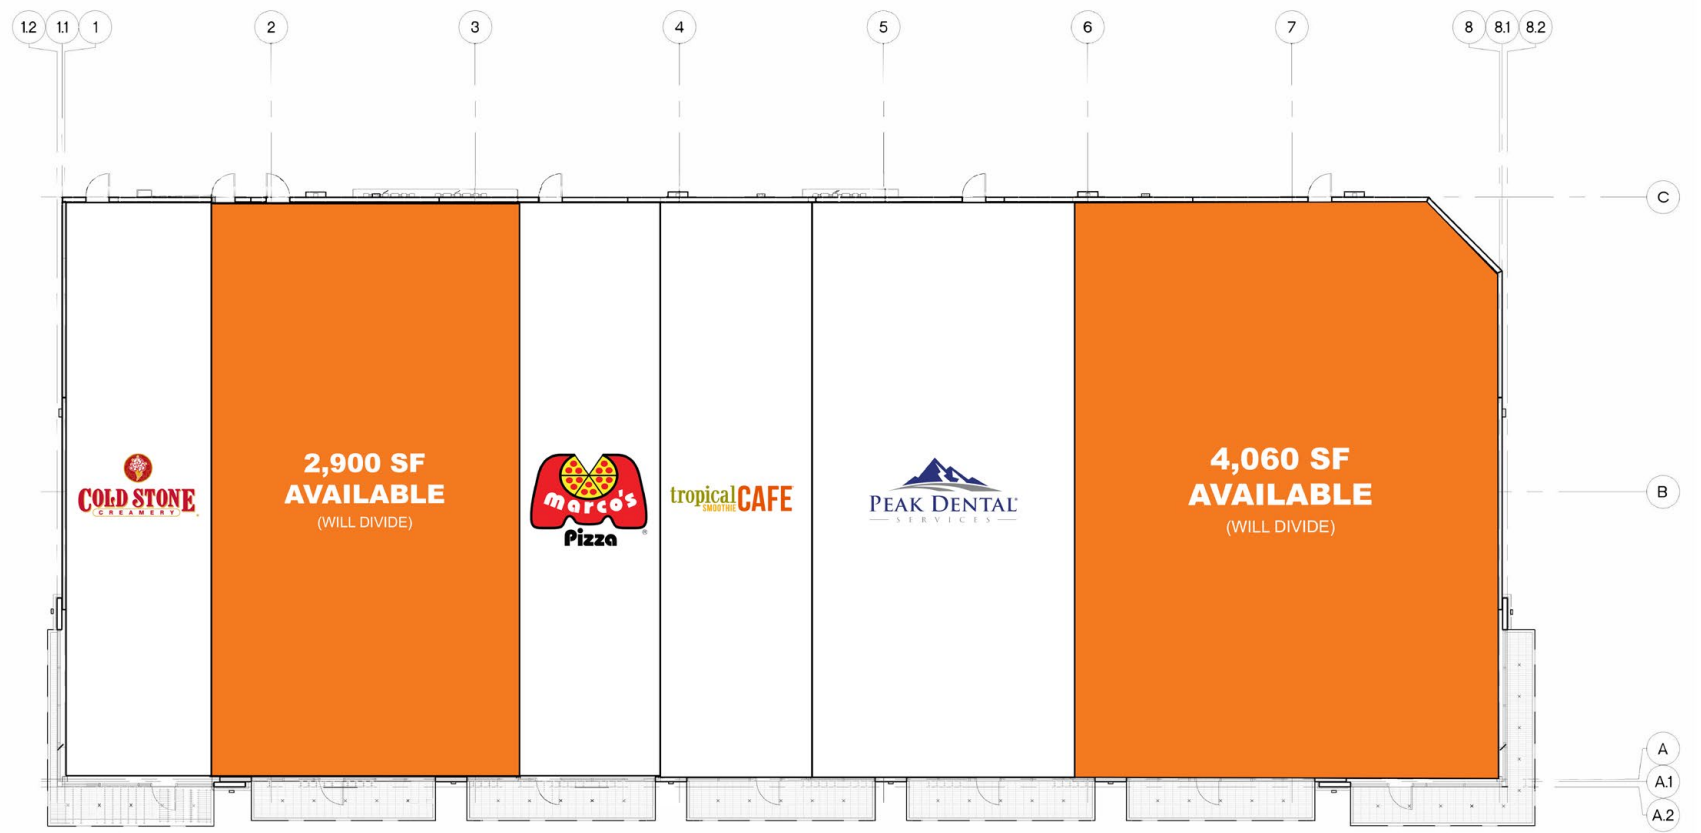 1.2 1.1 1 2 3 4 5 6 7 8 8.1 8.2
C
B
A
A.1
A.2
COLD STONE
CREAMERY
2,900 SF
AVAILABLE
(WILL DIVIDE)
marco's
Pizza
®
tropical
SMOOTHIE
CAFE
PEAK DENTAL®
SERVICES
4,060 SF
AVAILABLE
(WILL DIVIDE)